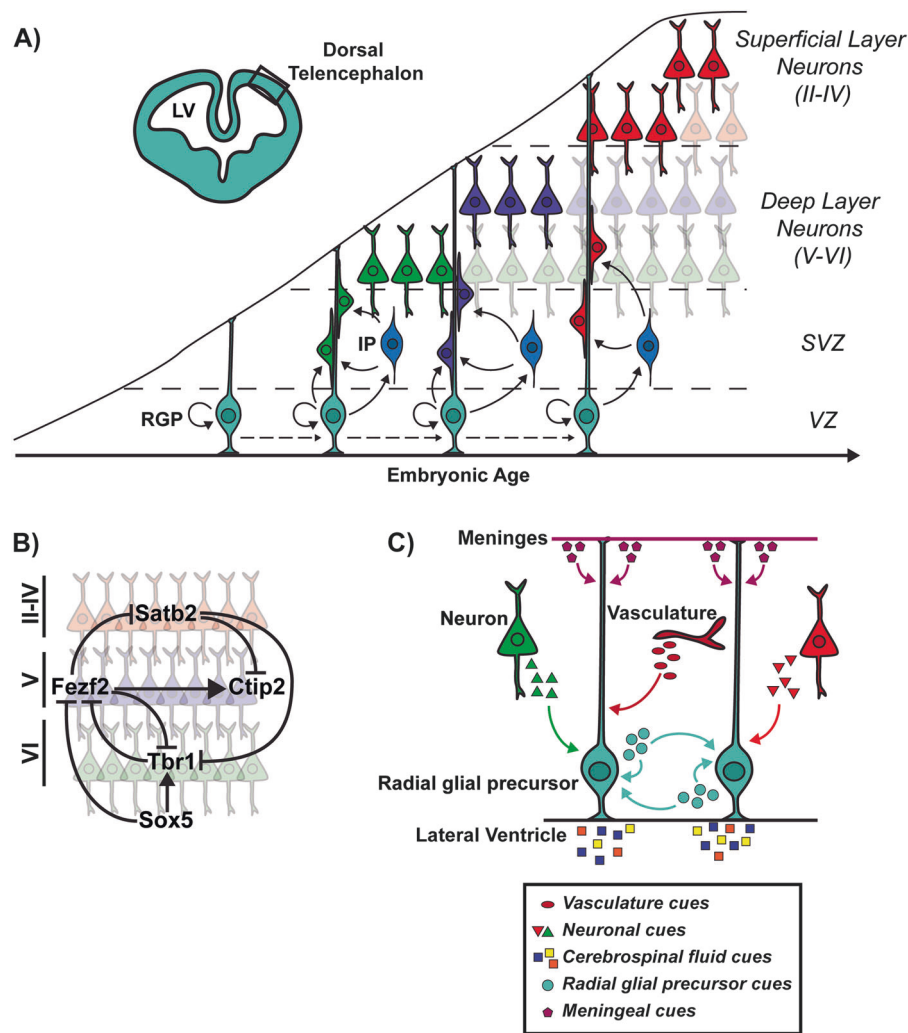 A)
Dorsal
Telencephalon
LV
Superficial Layer
Neurons
(II-IV)
Deep Layer
Neurons
(V-VI)
IP
SVZ
RGP
VZ
Embryonic Age
B)
II-IV
Satb2
V
Fezf2
Ctip2
VI
Tbr1
Sox5
C)
Meninges
Neuron
Vasculature
Radial glial precursor
Lateral Ventricle
Vasculature cues
Neuronal cues
Cerebrospinal fluid cues
Radial glial precursor cues
Meningeal cues